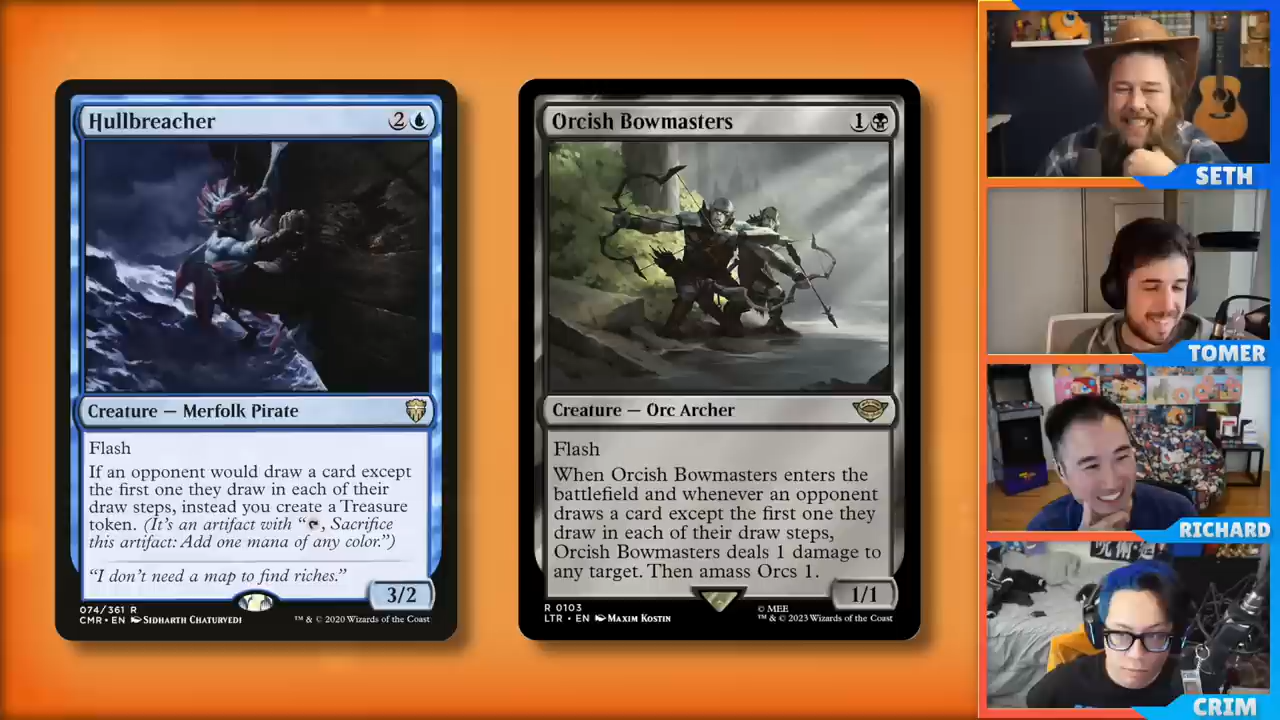 Hullbreacher 2
Creature — Merfolk Pirate
Flash
If an opponent would draw a card except
the first one they draw in each of their
draw steps, instead you create a Treasure
token. (It's an artifact with “, Sacrifice
this artifact: Add one mana of any color.”)
“I don't need a map to find riches.”
3/2
074/361 R
CMR • EN SIDHARTH CHATURVEDI
™ & © 2020 Wizards of the Coast
Orcish Bowmasters 1
Creature — Orc Archer
Flash
When Orcish Bowmasters enters the
battlefield and whenever an opponent
draws a card except the first one they
draw in each of their draw steps,
Orcish Bowmasters deals 1 damage to
any target. Then amass Orcs 1.
1/1
R 0103
LTR • EN MAXIM KOSTIN
© MEE
™ & © 2023 Wizards of the Coast
SETH
TOMER
RICHARD
CRIM